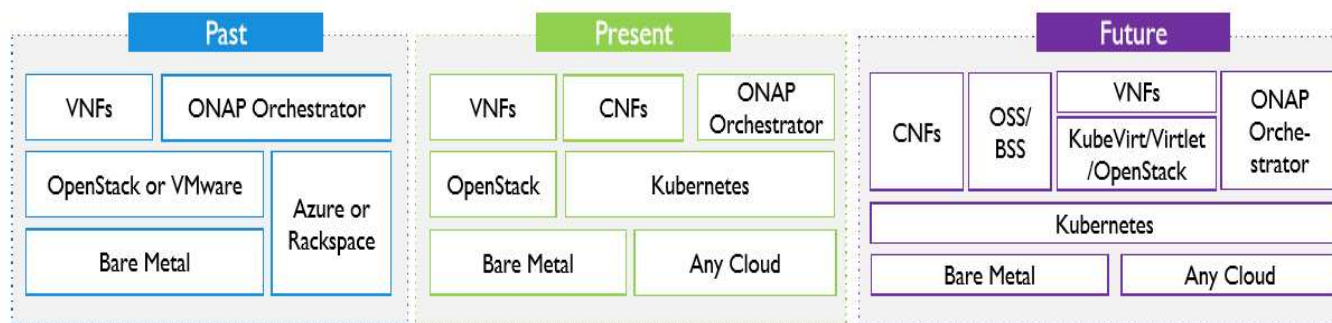 Past
VNFs
ONAP Orchestrator
OpenStack or VMware
Azure or
Rackspace
Bare Metal
Present
VNFs
CNFs
ONAP
Orchestrator
OpenStack
Kubernetes
Bare Metal
Any Cloud
Future
CNFs
OSS/
BSS
VNFs
KubeVirt/Virtlet
/OpenStack
ONAP
Orche-
strator
Kubernetes
Bare Metal
Any Cloud